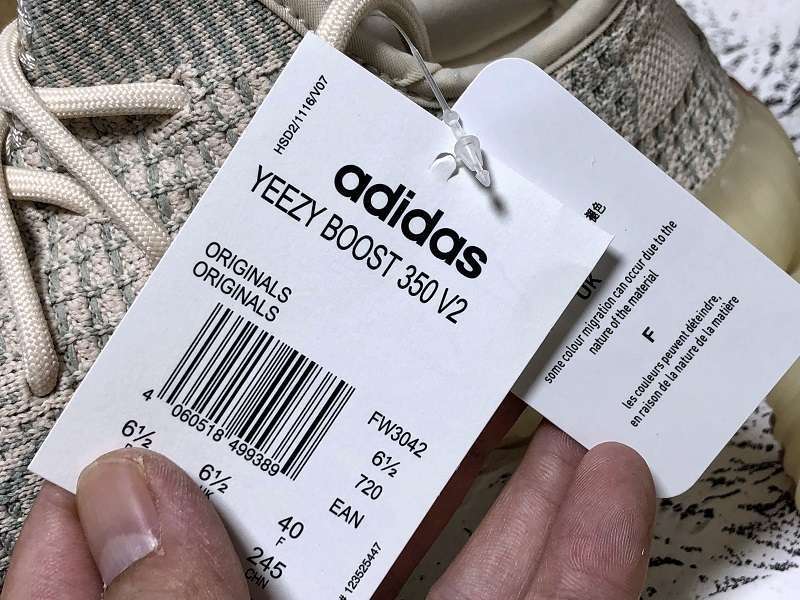 HSD2/1116/V07
adidas
YEEZY BOOST 350 V2
ORIGINALS
ORIGINALS
4 060518 499389
FW3042
6½
720
EAN
6½
6½
UK
40
F
245
CHN
# 123525447
褪色
UK
some colour migration can occur due to the
nature of the material
F
les couleurs peuvent déteindre,
en raison de la nature de la matière